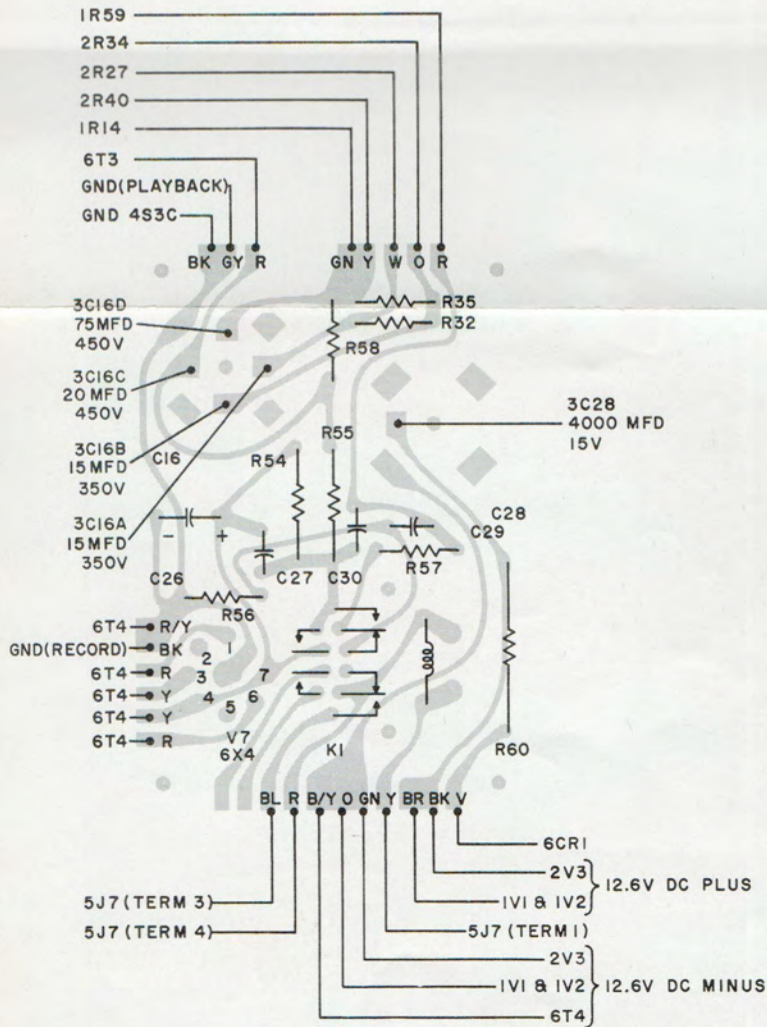 1R59
2R34
2R27
2R40
1R14
6T3
GND(PLAYBACK)
GND 4S3C
BK GY R GN Y W O R
3C16D
75MFD
450V
3C16C
20 MFD
450V
3C16B
15MFD
350V
3C16A
15MFD
350V
C16
R35
R32
R58
R55
R54
3C28
4000 MFD
15V
C28
C29
R57
- +
C26
C27
C30
R56
6T4 R/Y
GND(RECORD) BK
6T4 R
6T4 Y
6T4 Y
6T4 R
1
2
3
4
5
6
7
V7
6X4
K1
R60
BL R B/Y O GN Y BR BK V
6CR1
2V3
1V1 & 1V2
12.6V DC PLUS
5J7 (TERM 3)
5J7 (TERM 4)
5J7 (TERM 1)
2V3
1V1 & 1V2
12.6V DC MINUS
6T4